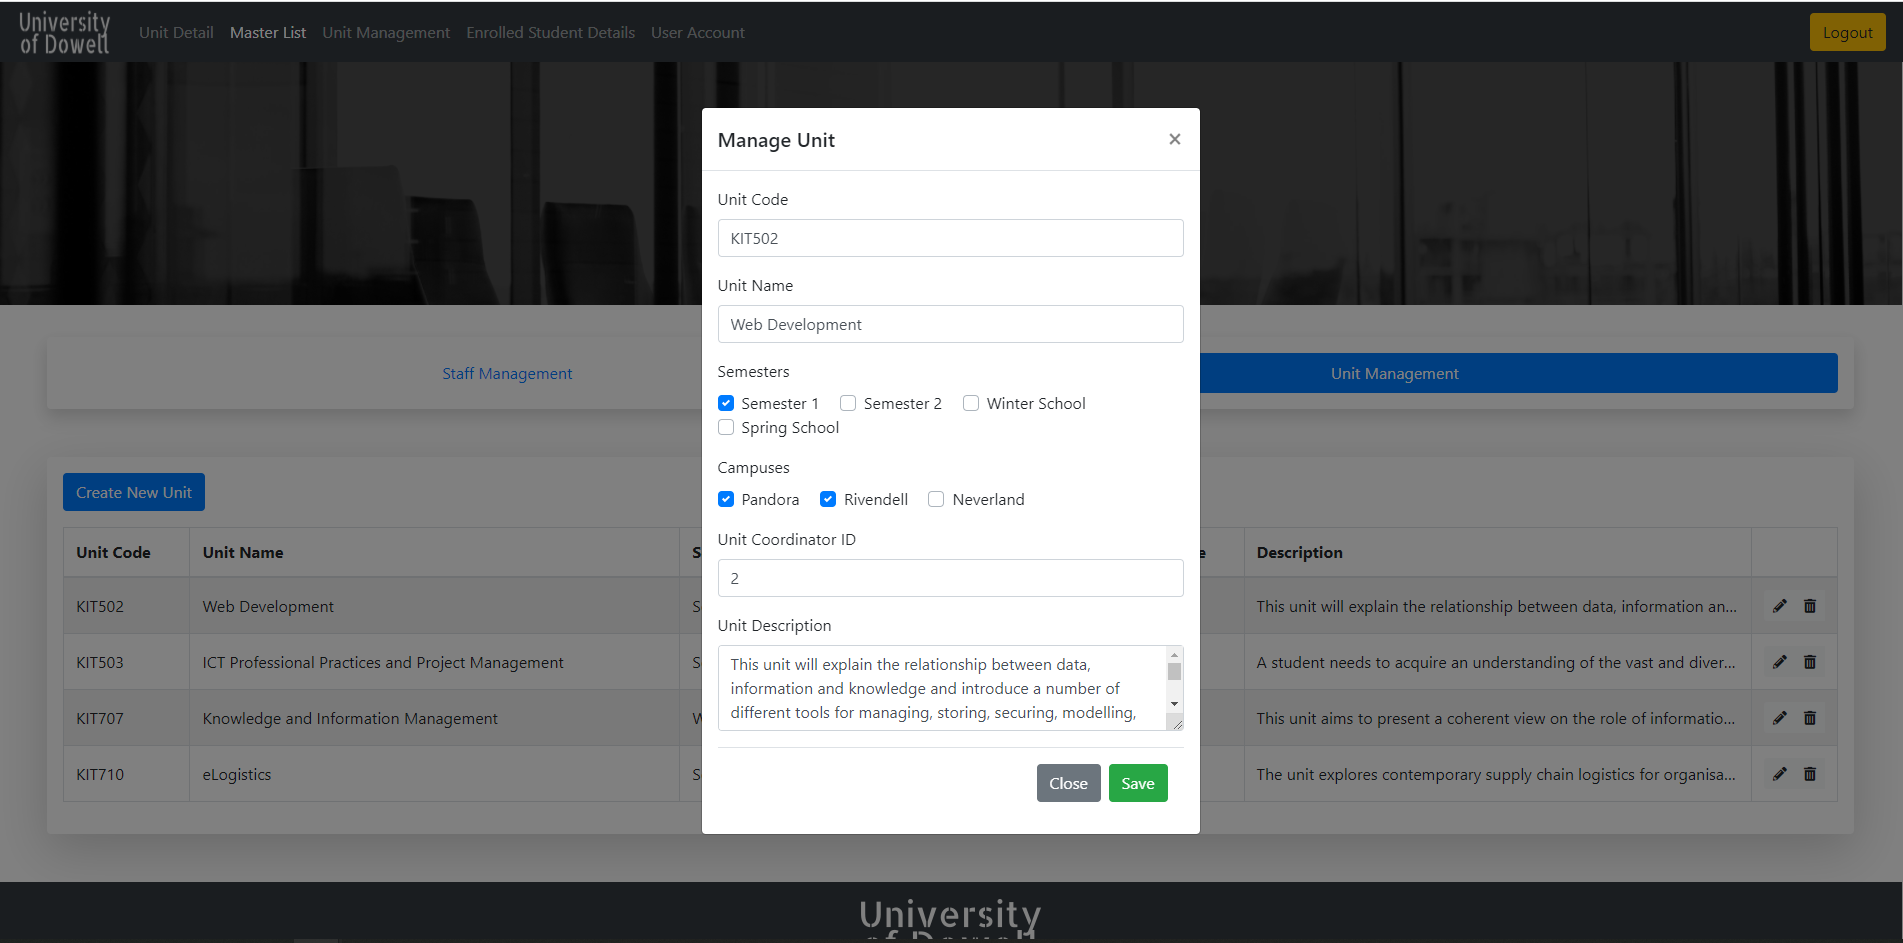 University
of Dowell
Unit Detail Master List Unit Management Enrolled Student Details User Account Logout
Manage Unit ×
Unit Code
KIT502
Unit Name
Web Development
Semesters
Semester 1 Semester 2 Winter School
Spring School
Campuses
Pandora Rivendell Neverland
Unit Coordinator ID
2
Unit Description
This unit will explain the relationship between data,
information and knowledge and introduce a number of
different tools for managing, storing, securing, modelling,
Close Save
Staff Management Unit Management
Create New Unit
Unit Code Unit Name Description
KIT502 Web Development This unit will explain the relationship between data, information an...
KIT503 ICT Professional Practices and Project Management A student needs to acquire an understanding of the vast and diver...
KIT707 Knowledge and Information Management This unit aims to present a coherent view on the role of informatio...
KIT710 eLogistics The unit explores contemporary supply chain logistics for organisa...
University
of Dowell